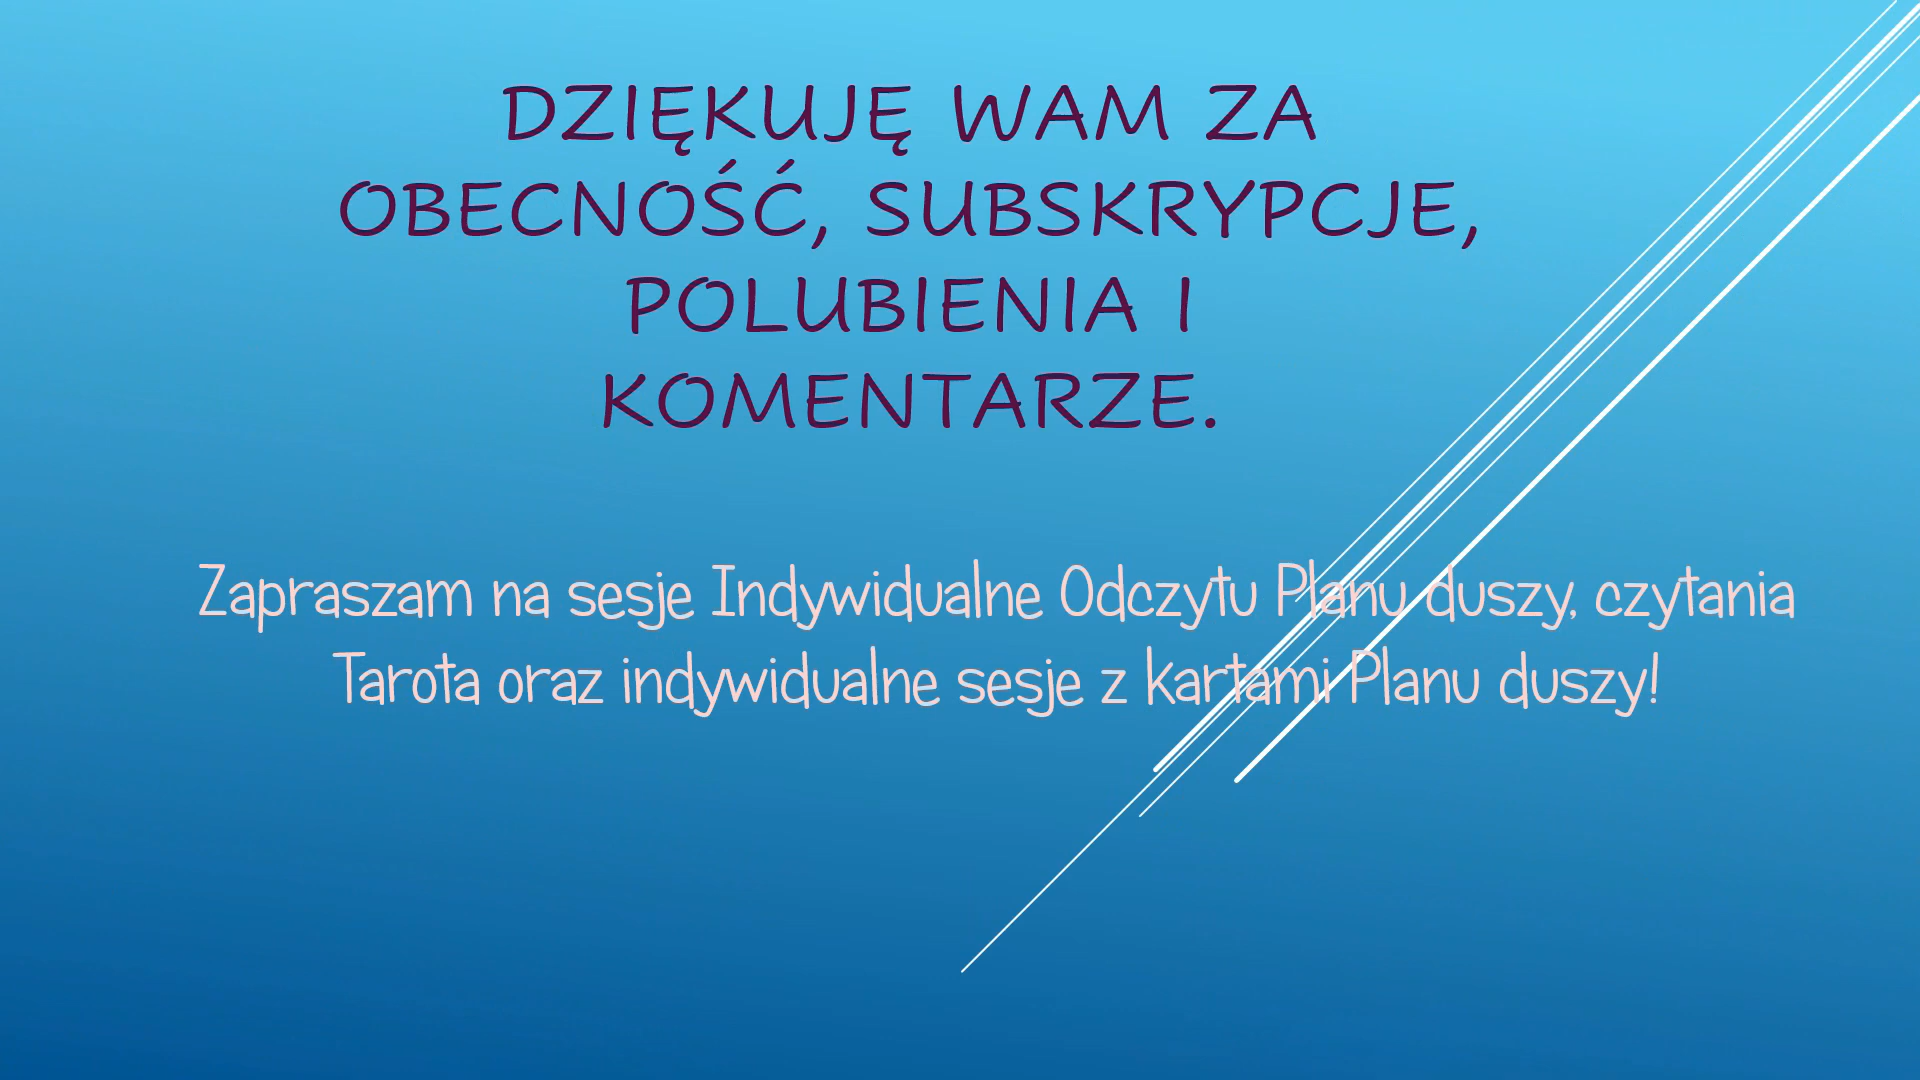 DZIĘKUJĘ WAM ZA
OBECNOŚĆ, SUBSKRYPCJE,
POLUBIENIA I
KOMENTARZE.
Zapraszam na sesje Indywidualne Odczytu Planu duszy, czytania
Tarota oraz indywidualne sesje z kartami Planu duszy!